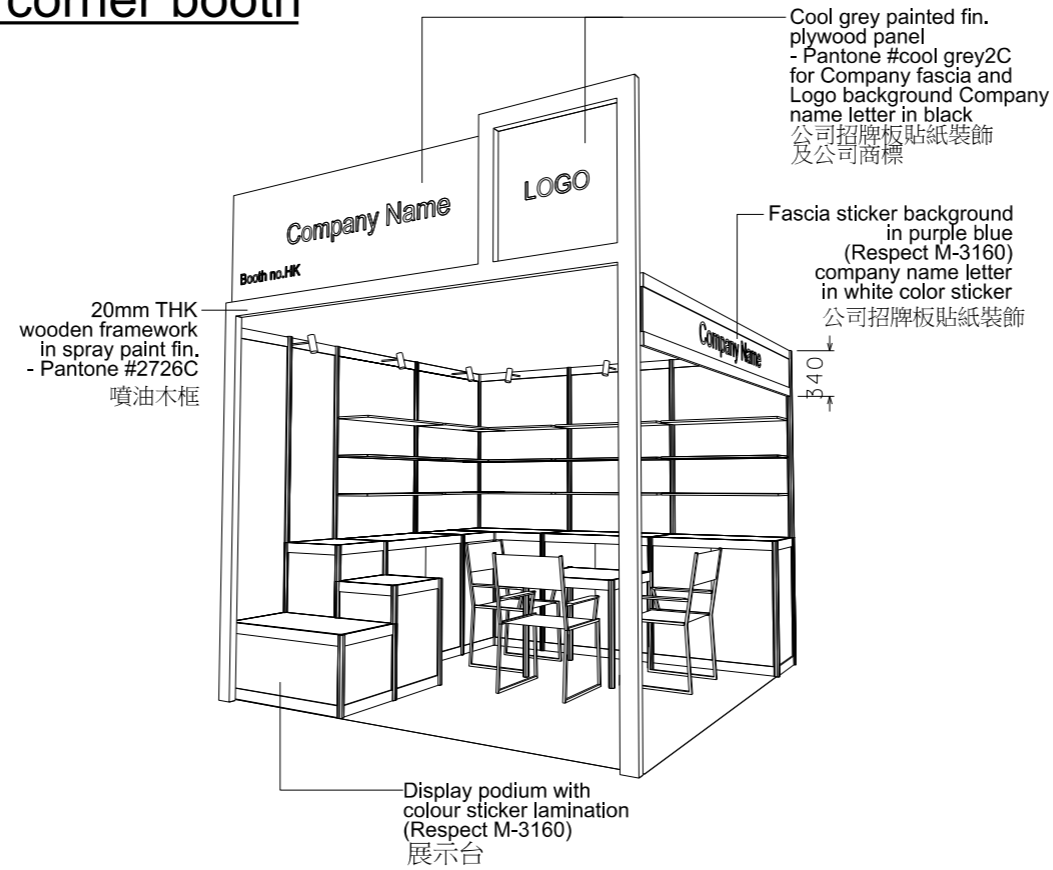 corner booth
Cool grey painted fin.
plywood panel
- Pantone #cool grey2C
for Company fascia and
Logo background Company
name letter in black
公司招牌板貼紙裝飾
及公司商標
LOGO
Company Name
Booth no.HK
Fascia sticker background
in purple blue
(Respect M-3160)
company name letter
in white color sticker
公司招牌板貼紙裝飾
20mm THK
wooden framework
in spray paint fin.
- Pantone #2726C
噴油木框
Company Name
340
Display podium with
colour sticker lamination
(Respect M-3160)
展示台